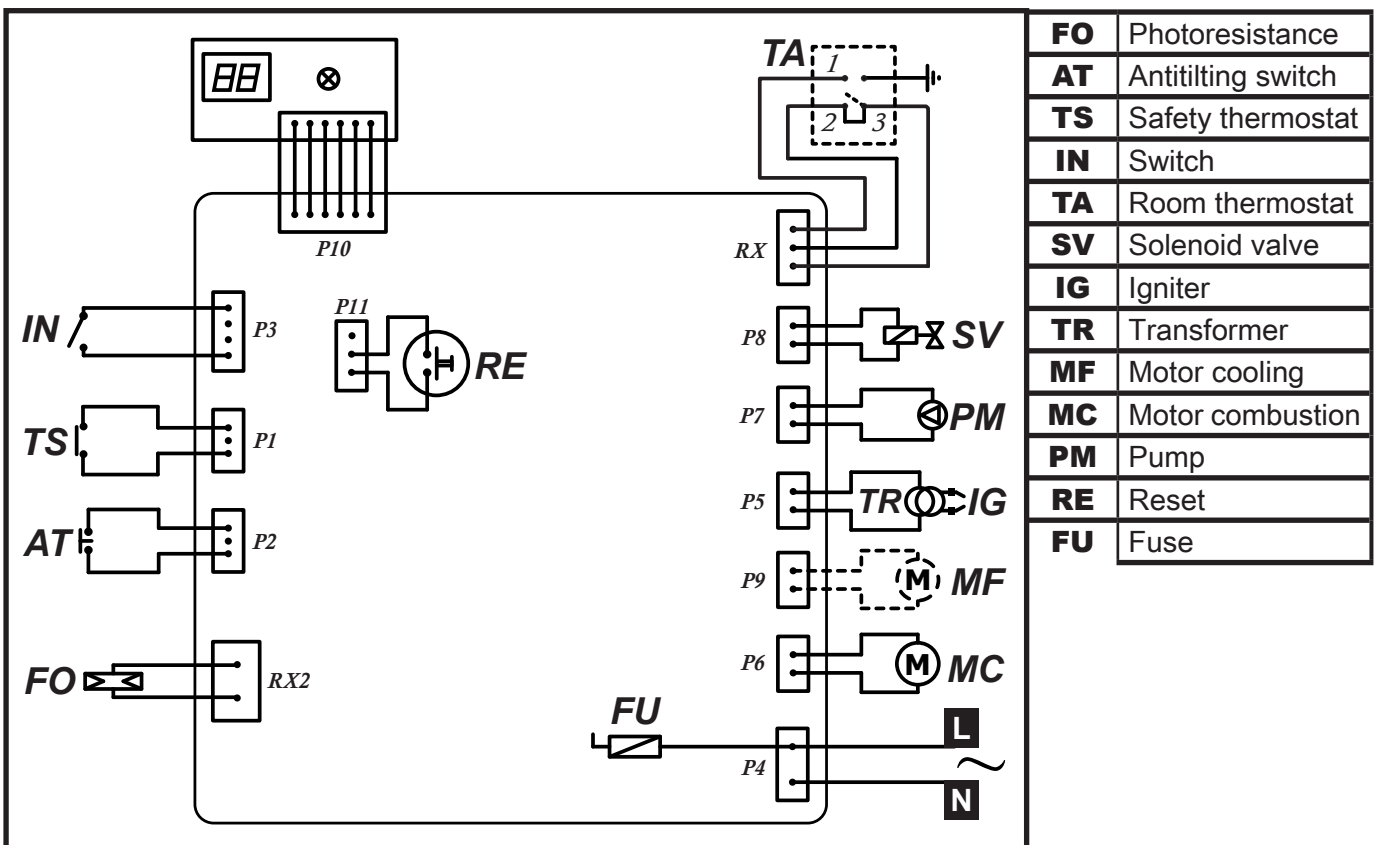 88
TA
1
2 3
P10
RX
IN
P3
P11
RE
P8
SV
TS
P1
P7
PM
P5
TR
IG
AT
P2
P9
M
MF
FO
RX2
P6
M
MC
FU
P4
L
~
N
FO Photoresistance
AT Antitilting switch
TS Safety thermostat
IN Switch
TA Room thermostat
SV Solenoid valve
IG Igniter
TR Transformer
MF Motor cooling
MC Motor combustion
PM Pump
RE Reset
FU Fuse